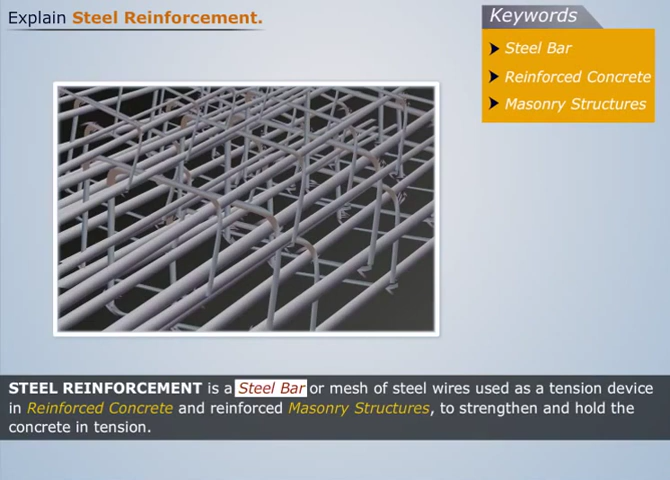 Explain Steel Reinforcement.
Keywords
Steel Bar
Reinforced Concrete
Masonry Structures
STEEL REINFORCEMENT is a Steel Bar or mesh of steel wires used as a tension device
in Reinforced Concrete and reinforced Masonry Structures, to strengthen and hold the
concrete in tension.